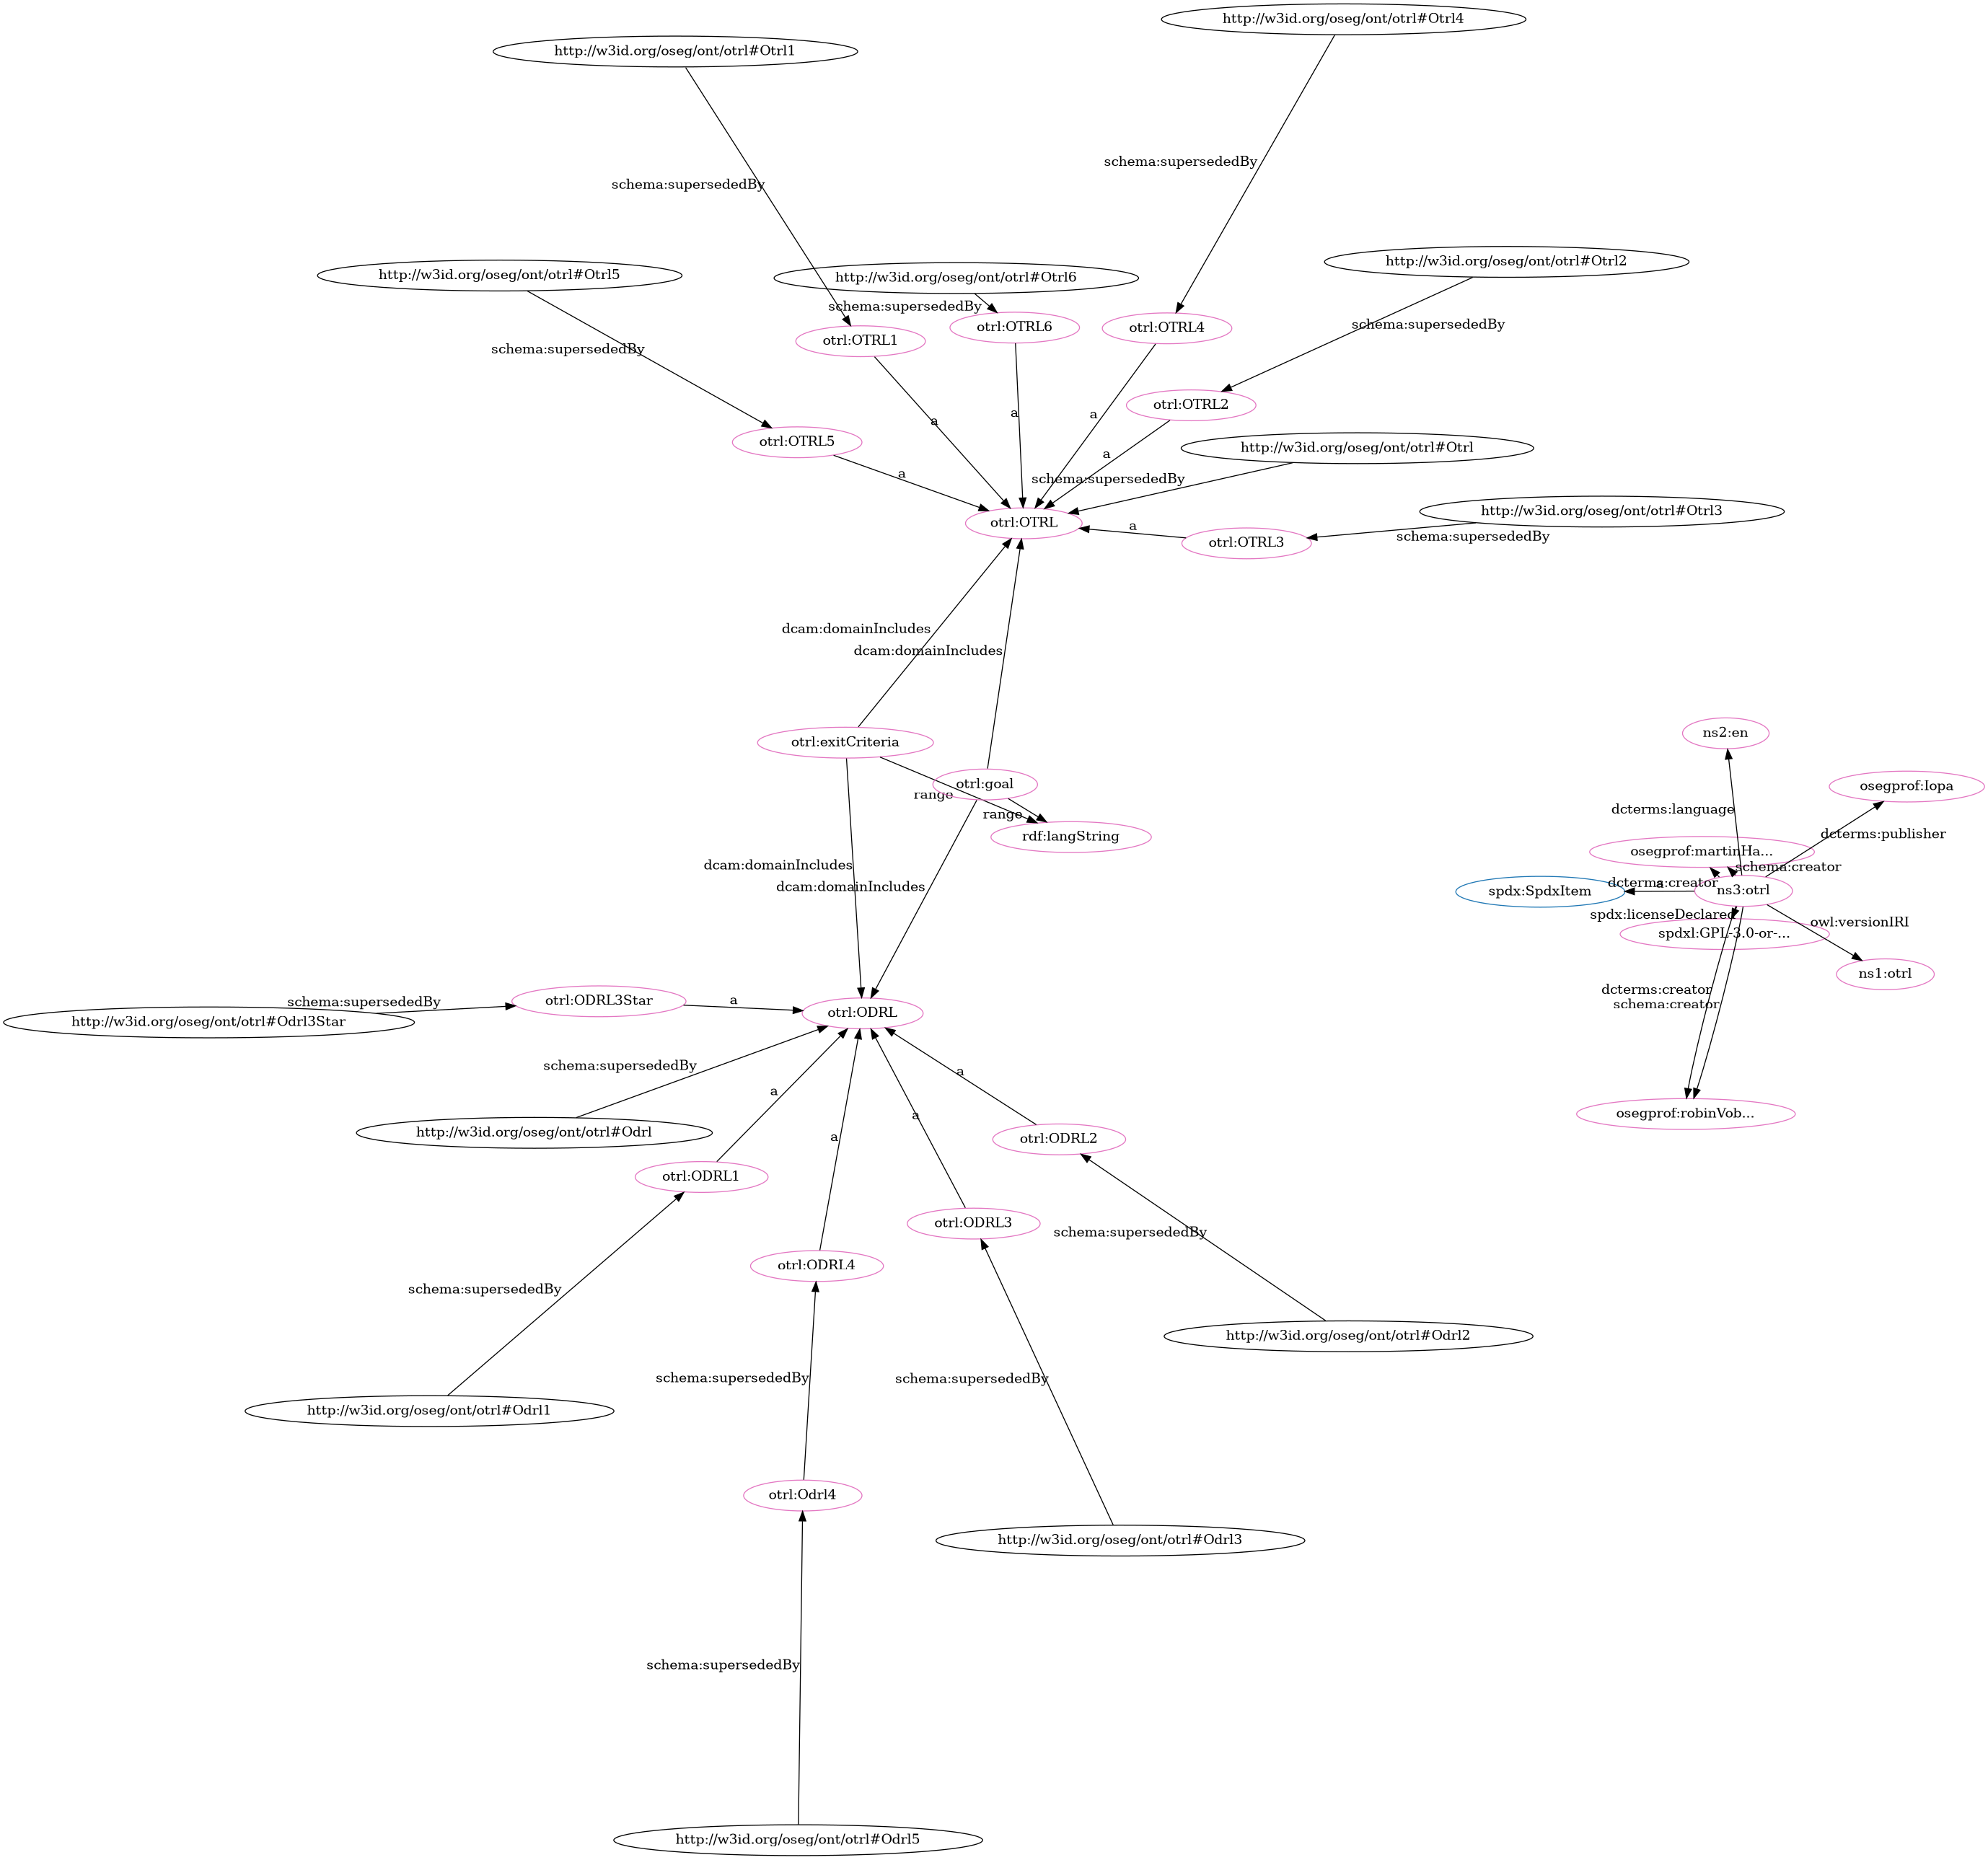 http://w3id.org/oseg/ont/otrl#Otrl4
http://w3id.org/oseg/ont/otrl#Otrl1
schema:supersededBy
schema:supersededBy
http://w3id.org/oseg/ont/otrl#Otrl2
http://w3id.org/oseg/ont/otrl#Otrl5
http://w3id.org/oseg/ont/otrl#Otrl6
schema:supersededBy
otrl:OTRL6
otrl:OTRL4
schema:supersededBy
otrl:OTRL1
schema:supersededBy
otrl:OTRL2
a
a
a
otrl:OTRL5
http://w3id.org/oseg/ont/otrl#Otrl
a
a
schema:supersededBy
http://w3id.org/oseg/ont/otrl#Otrl3
otrl:OTRL
a
schema:supersededBy
otrl:OTRL3
dcam:domainIncludes
dcam:domainIncludes
ns2:en
otrl:exitCriteria
otrl:goal
osegprof:Iopa
range
dcterms:language
range
dcterms:publisher
rdf:langString
osegprof:martinHa...
dcam:domainIncludes
schema:creator
dcterms:creator
a
dcam:domainIncludes
spdx:SpdxItem
ns3:otrl
spdx:licenseDeclared
owl:versionIRI
spdxl:GPL-3.0-or-...
ns1:otrl
dcterms:creator
schema:creator
otrl:ODRL3Star
a
schema:supersededBy
otrl:ODRL
http://w3id.org/oseg/ont/otrl#Odrl3Star
schema:supersededBy
a
a
osegprof:robinVob...
a
http://w3id.org/oseg/ont/otrl#Odrl
a
otrl:ODRL2
otrl:ODRL1
otrl:ODRL3
schema:supersededBy
otrl:ODRL4
schema:supersededBy
http://w3id.org/oseg/ont/otrl#Odrl2
schema:supersededBy
schema:supersededBy
http://w3id.org/oseg/ont/otrl#Odrl1
otrl:Odrl4
http://w3id.org/oseg/ont/otrl#Odrl3
schema:supersededBy
http://w3id.org/oseg/ont/otrl#Odrl5